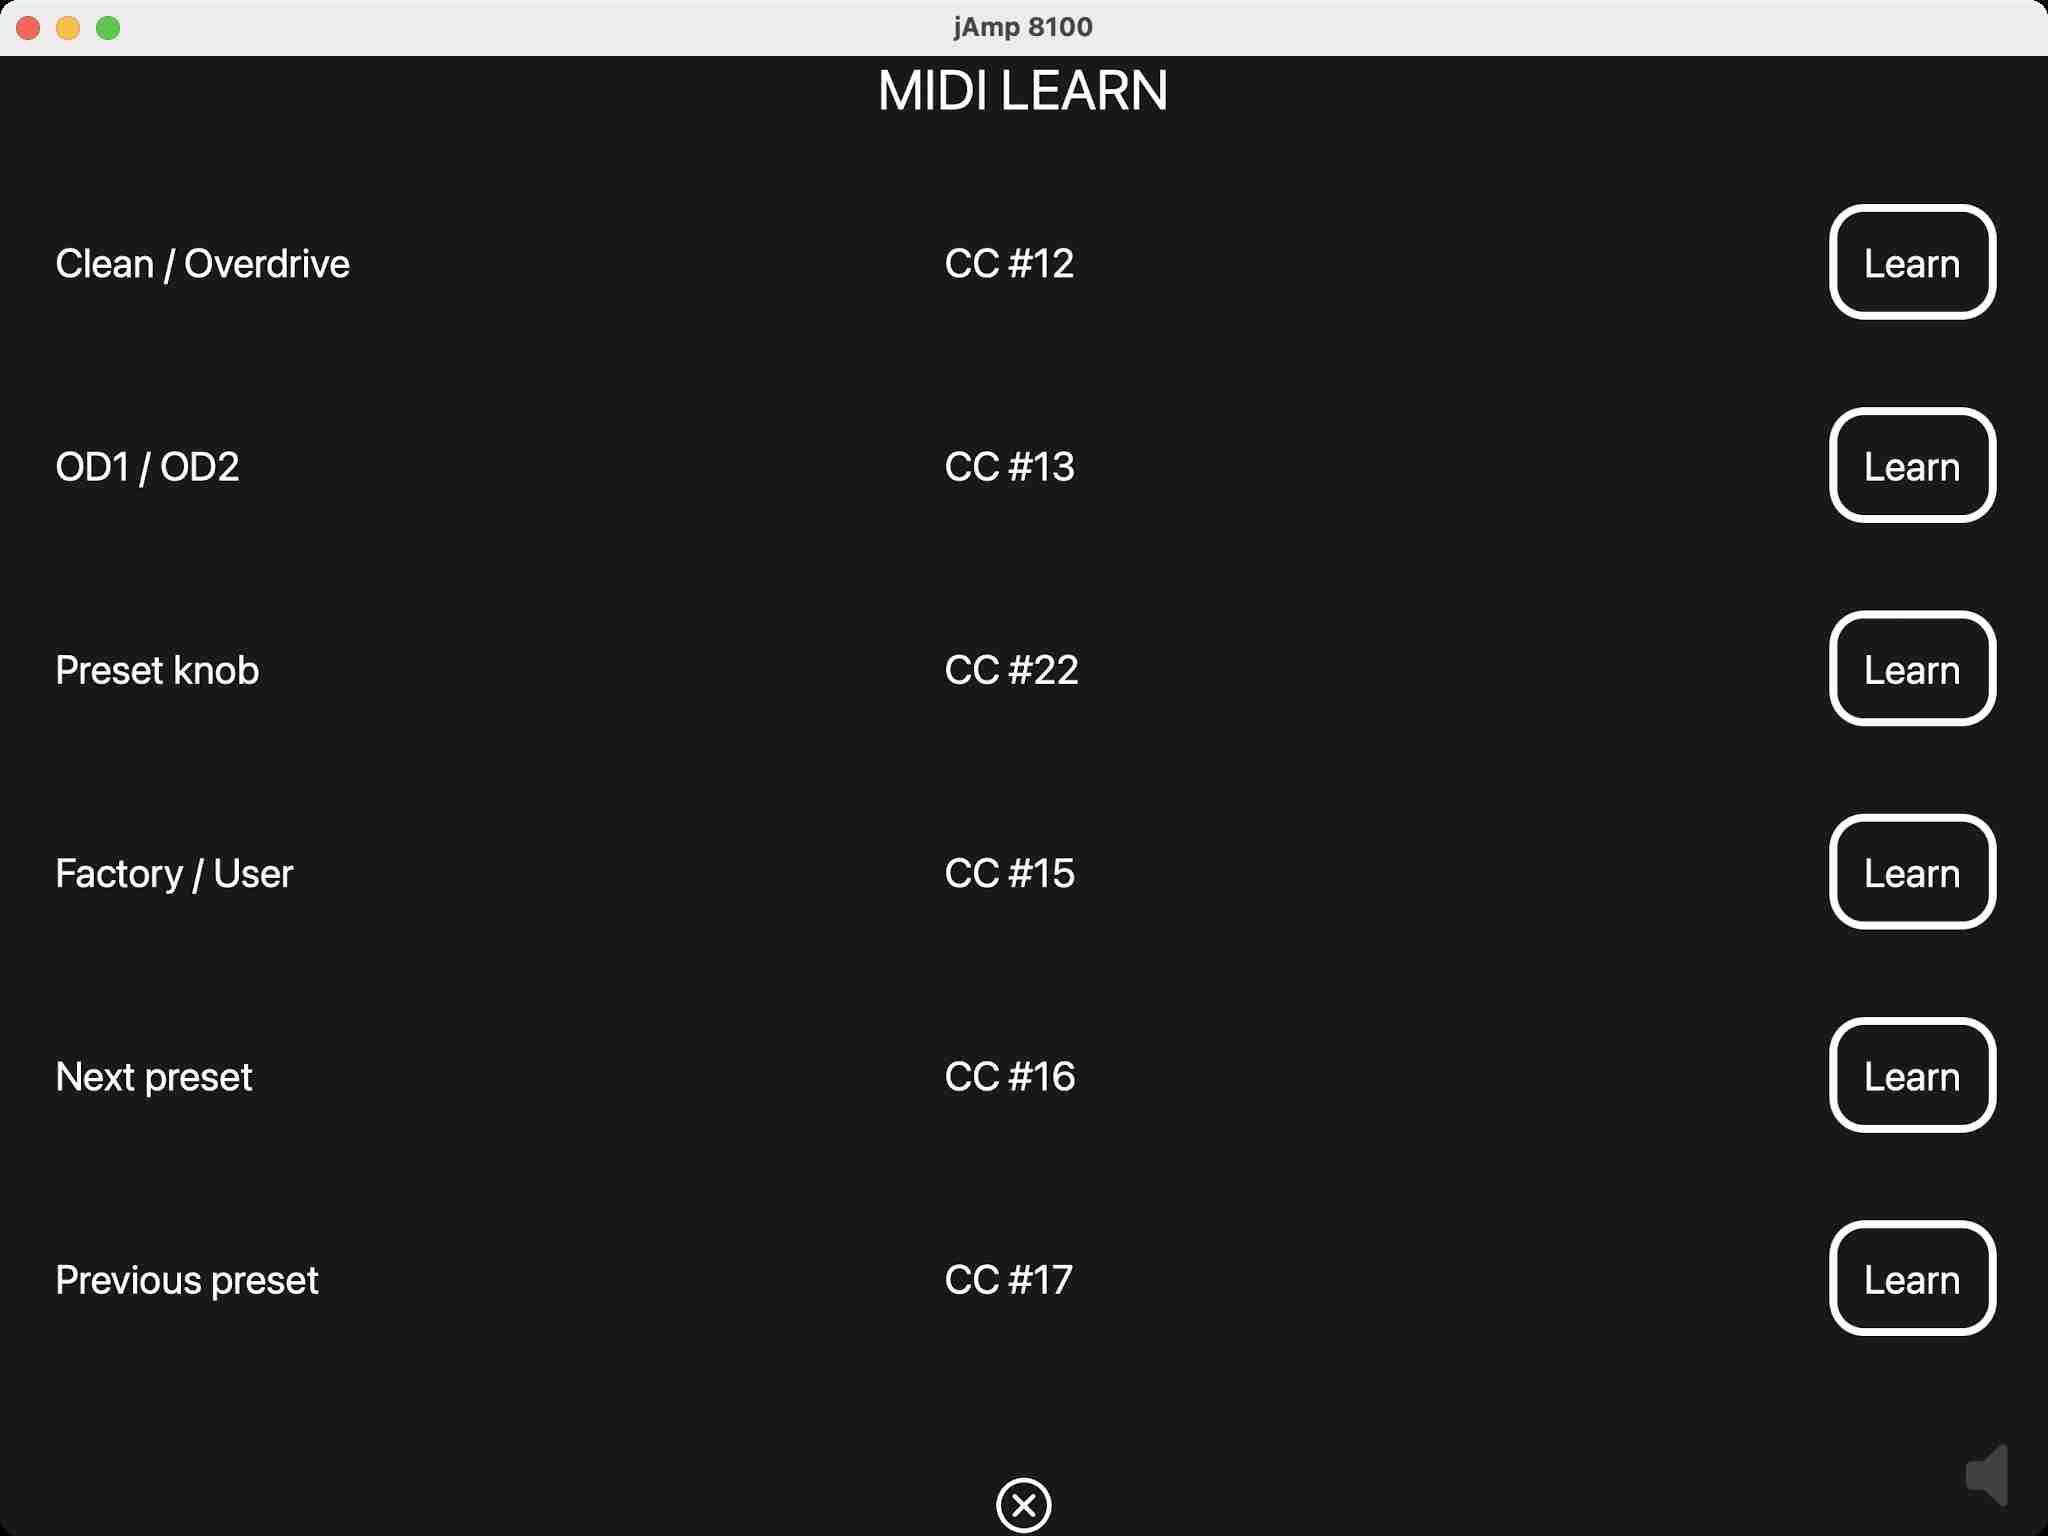 jAmp 8100
MIDI LEARN
Clean / Overdrive CC #12 Learn
OD1 / OD2 CC #13 Learn
Preset knob CC #22 Learn
Factory / User CC #15 Learn
Next preset CC #16 Learn
Previous preset CC #17 Learn